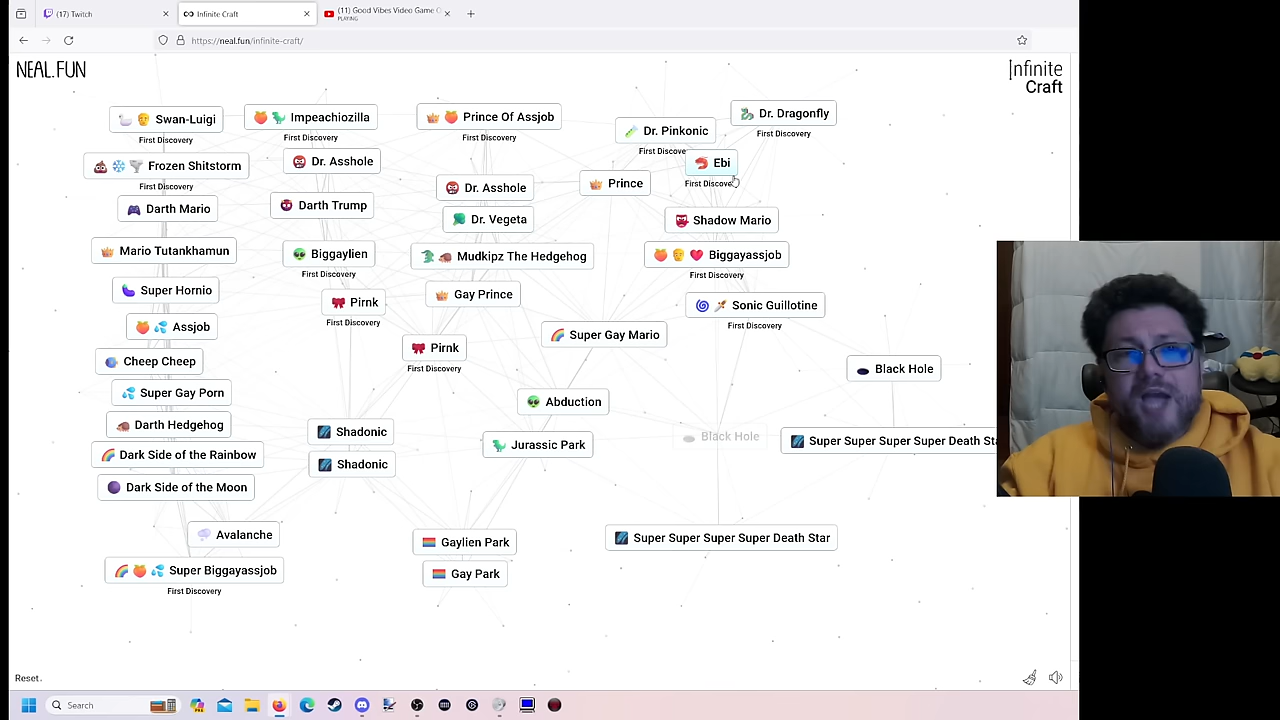 (17) Twitch
Infinite Craft
(11) Good Vibes Video Game
PLAYING
https://neal.fun/infinite-craft/
NEAL.FUN
Infinite
Craft
Swan-Luigi
First Discovery
Impeachiozilla
First Discovery
Prince Of Assjob
First Discovery
Dr. Pinkonic
First Discove
Dr. Dragonfly
First Discovery
Frozen Shitstorm
First Discovery
Dr. Asshole
Dr. Asshole
Prince
Ebi
First Discove
Darth Mario
Darth Trump
Dr. Vegeta
Shadow Mario
Mario Tutankhamun
Biggaylien
First Discovery
Mudkipz The Hedgehog
Biggayassjob
First Discovery
Super Hornio
Pirnk
First Discovery
Gay Prince
Sonic Guillotine
First Discovery
Assjob
Pirnk
First Discovery
Super Gay Mario
Cheep Cheep
Black Hole
Super Gay Porn
Abduction
Darth Hedgehog
Shadonic
Jurassic Park
Black Hole
Super Super Super Super Death Sta
Dark Side of the Rainbow
Shadonic
Dark Side of the Moon
Avalanche
Gaylien Park
Super Super Super Super Death Star
Super Biggayassjob
First Discovery
Gay Park
Reset.
Search